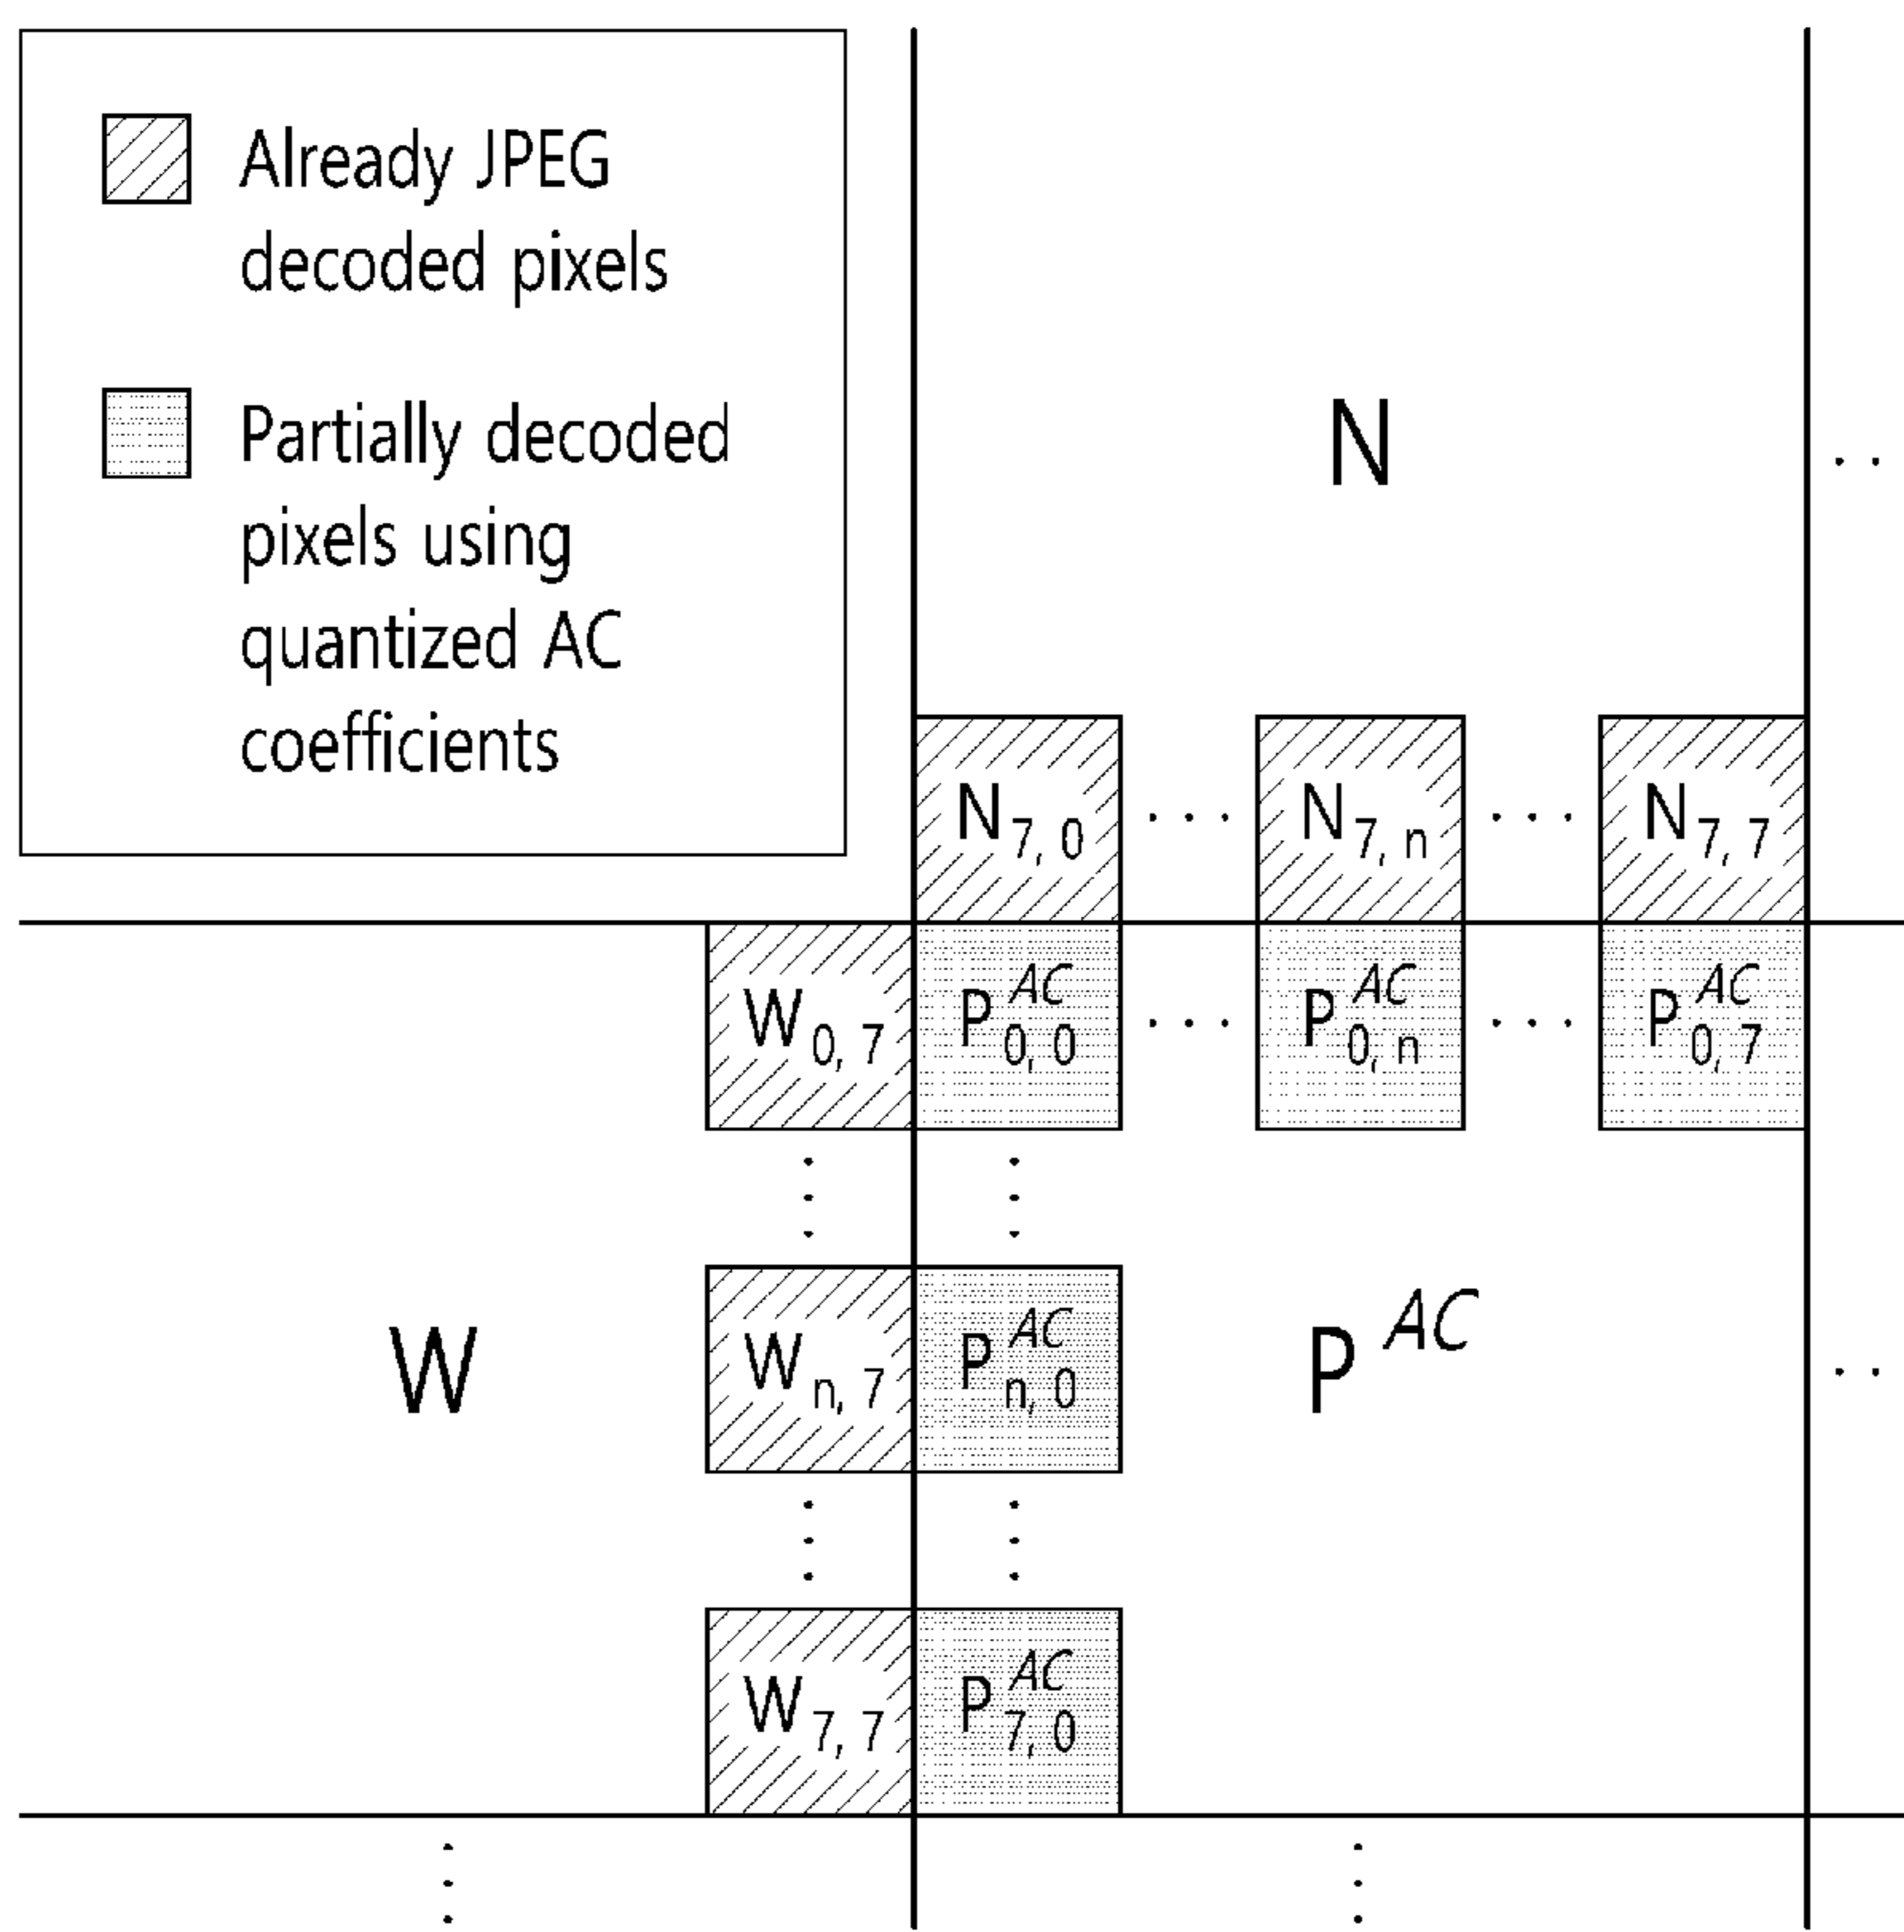 Already JPEG
decoded pixels
Partially decoded
pixels using
quantized AC
coefficients
N
N7, 0 ... N7, n ... N7, 7
W0, 7 P^AC 0, 0 ... P^AC 0, n ... P^AC 0, 7
W
Wn, 7 P^AC n, 0
P^AC
W7, 7 P^AC 7, 0